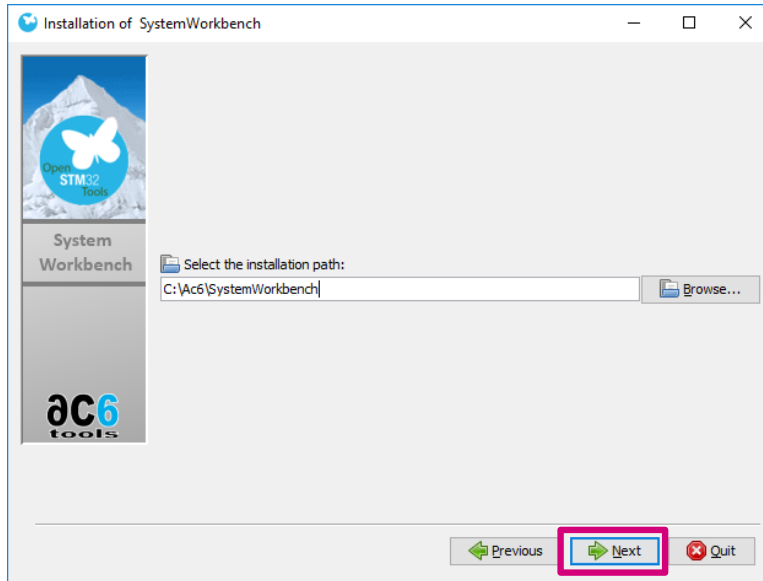 Installation of SystemWorkbench
Open
STM32
Tools
System
Workbench
Select the installation path:
C:\Ac6\SystemWorkbench
Browse...
ac6
tools
Previous
Next
Quit